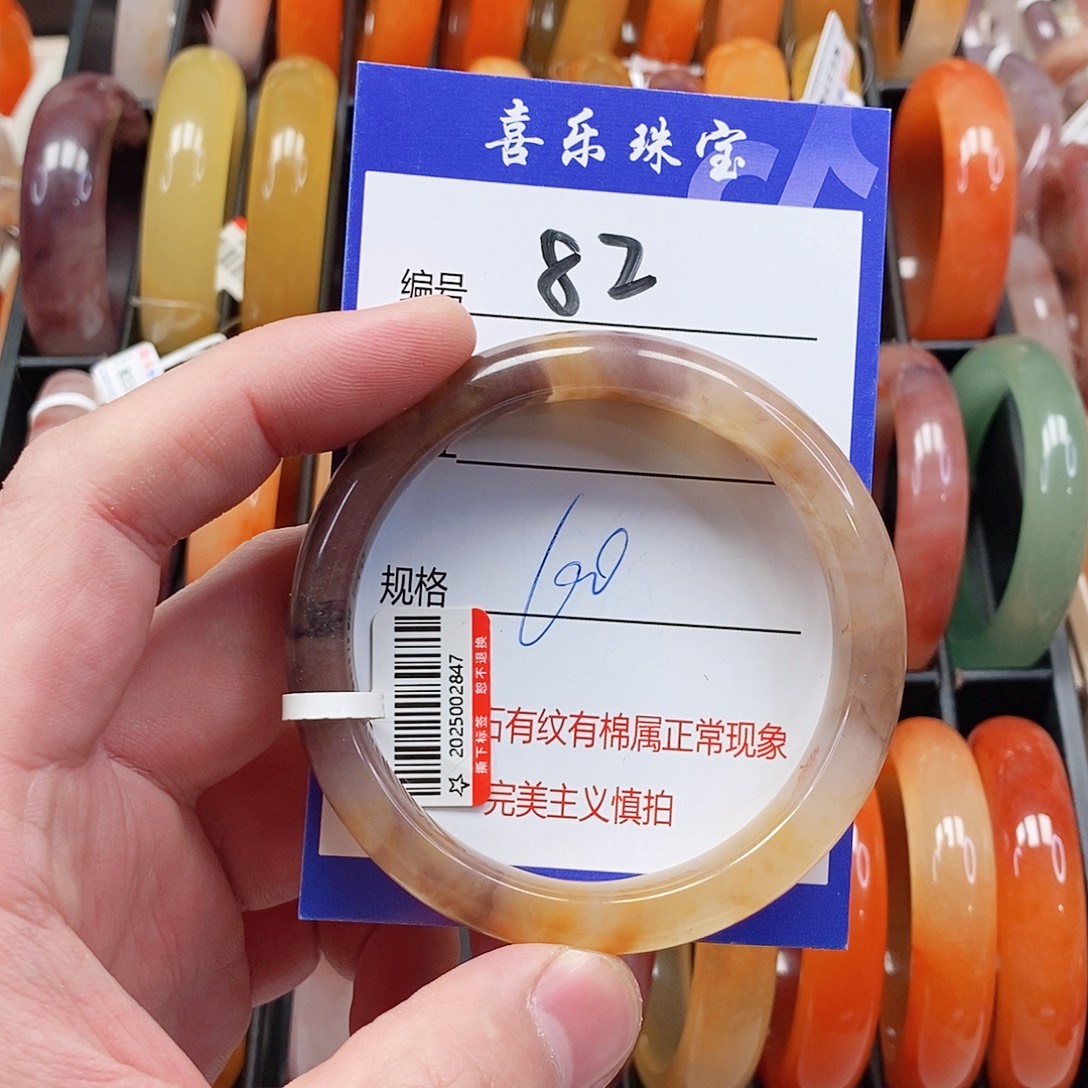 喜乐珠宝
编号 82
规格 60
石有纹有棉属正常现象
完美主义慎拍
2025002847
撕下标签 恕不退换